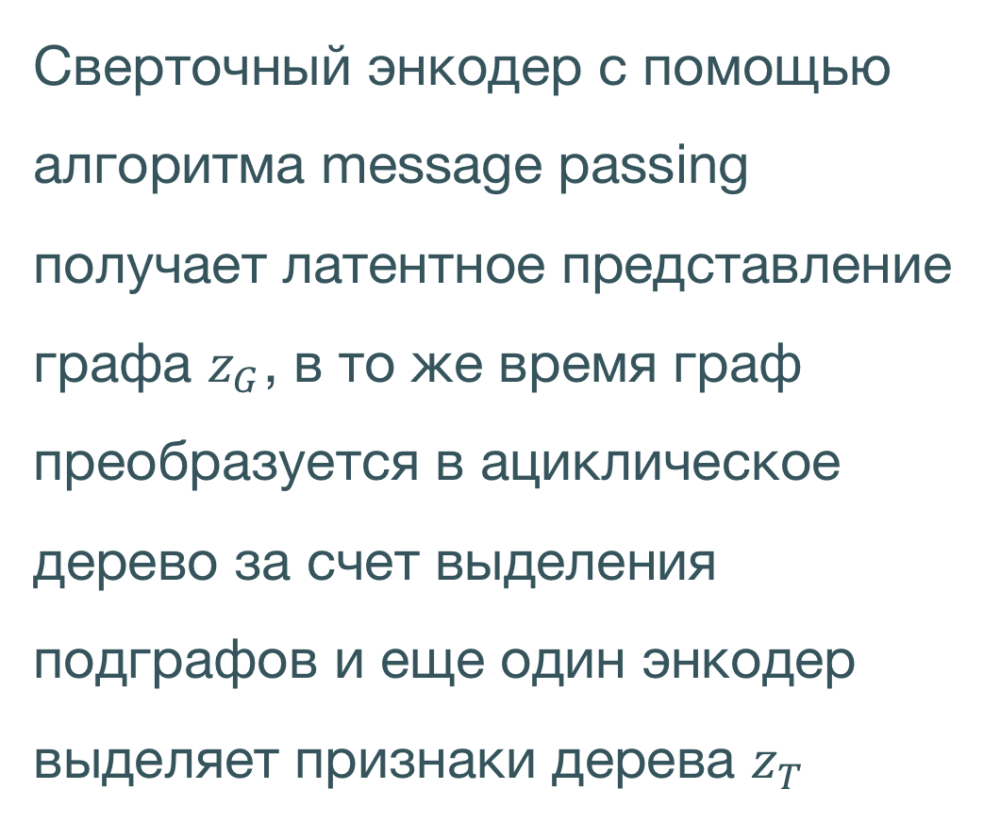 Сверточный энкодер с помощью
алгоритма message passing
получает латентное представление
графа z_G, в то же время граф
преобразуется в ациклическое
дерево за счет выделения
подграфов и еще один энкодер
выделяет признаки дерева z_T